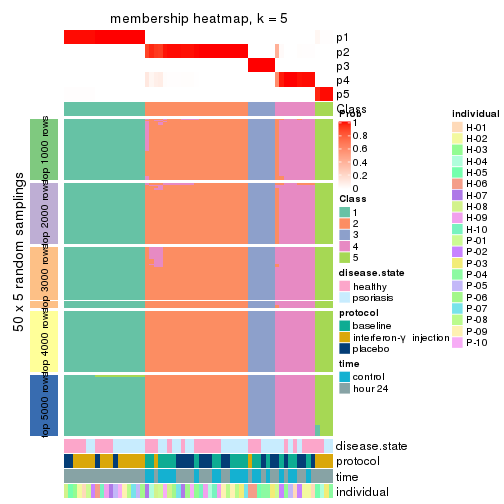 membership heatmap, k = 5
p1
p2
p3
p4
p5
Class
50 x 5 random samplings
top 1000 rows
top 2000 rows
top 3000 rows
top 4000 rows
top 5000 rows
disease.state
protocol
time
individual
Prob
1
0.8
0.6
0.4
0.2
0
Class
1
2
3
4
5
disease.state
healthy
psoriasis
protocol
baseline
interferon-γ injection
placebo
time
control
hour 24
individual
H-01
H-02
H-03
H-04
H-05
H-06
H-07
H-08
H-09
H-10
P-01
P-02
P-03
P-04
P-05
P-06
P-07
P-08
P-09
P-10